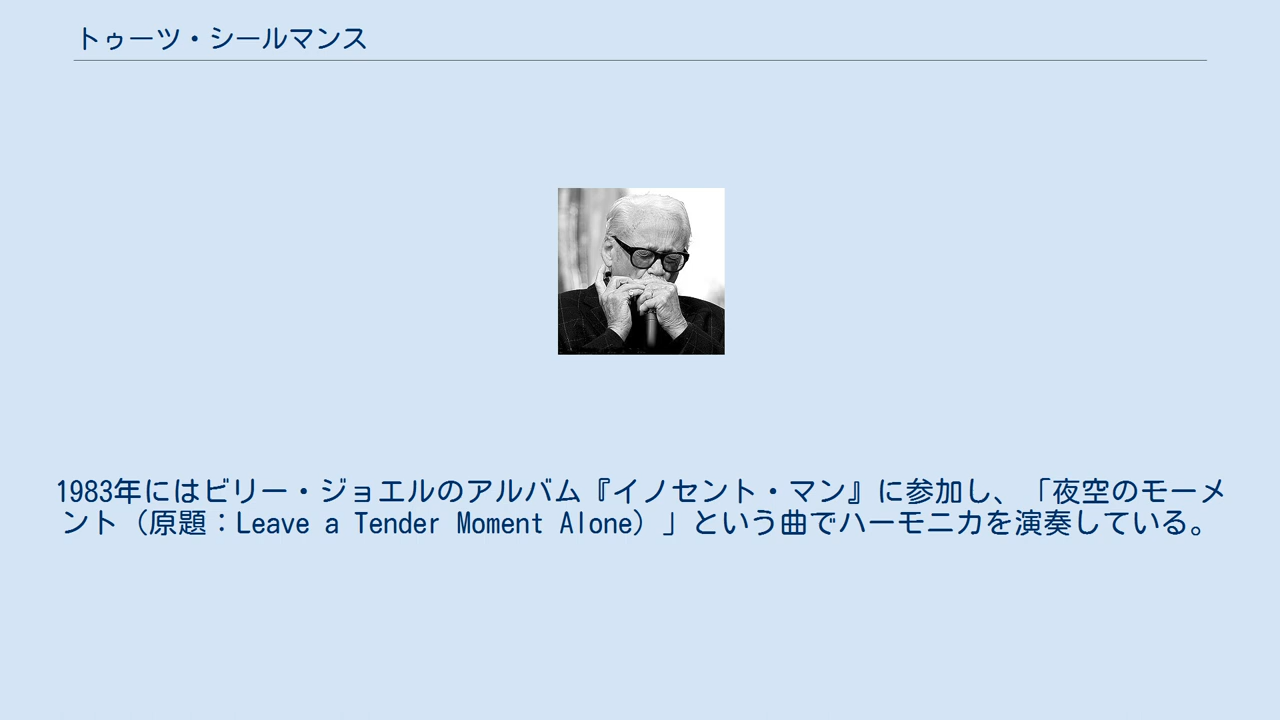 トゥーツ・シールマンス
1983年にはビリー・ジョエルのアルバム『イノセント・マン』に参加し、「夜空のモーメ
ント（原題：Leave a Tender Moment Alone）」という曲でハーモニカを演奏している。